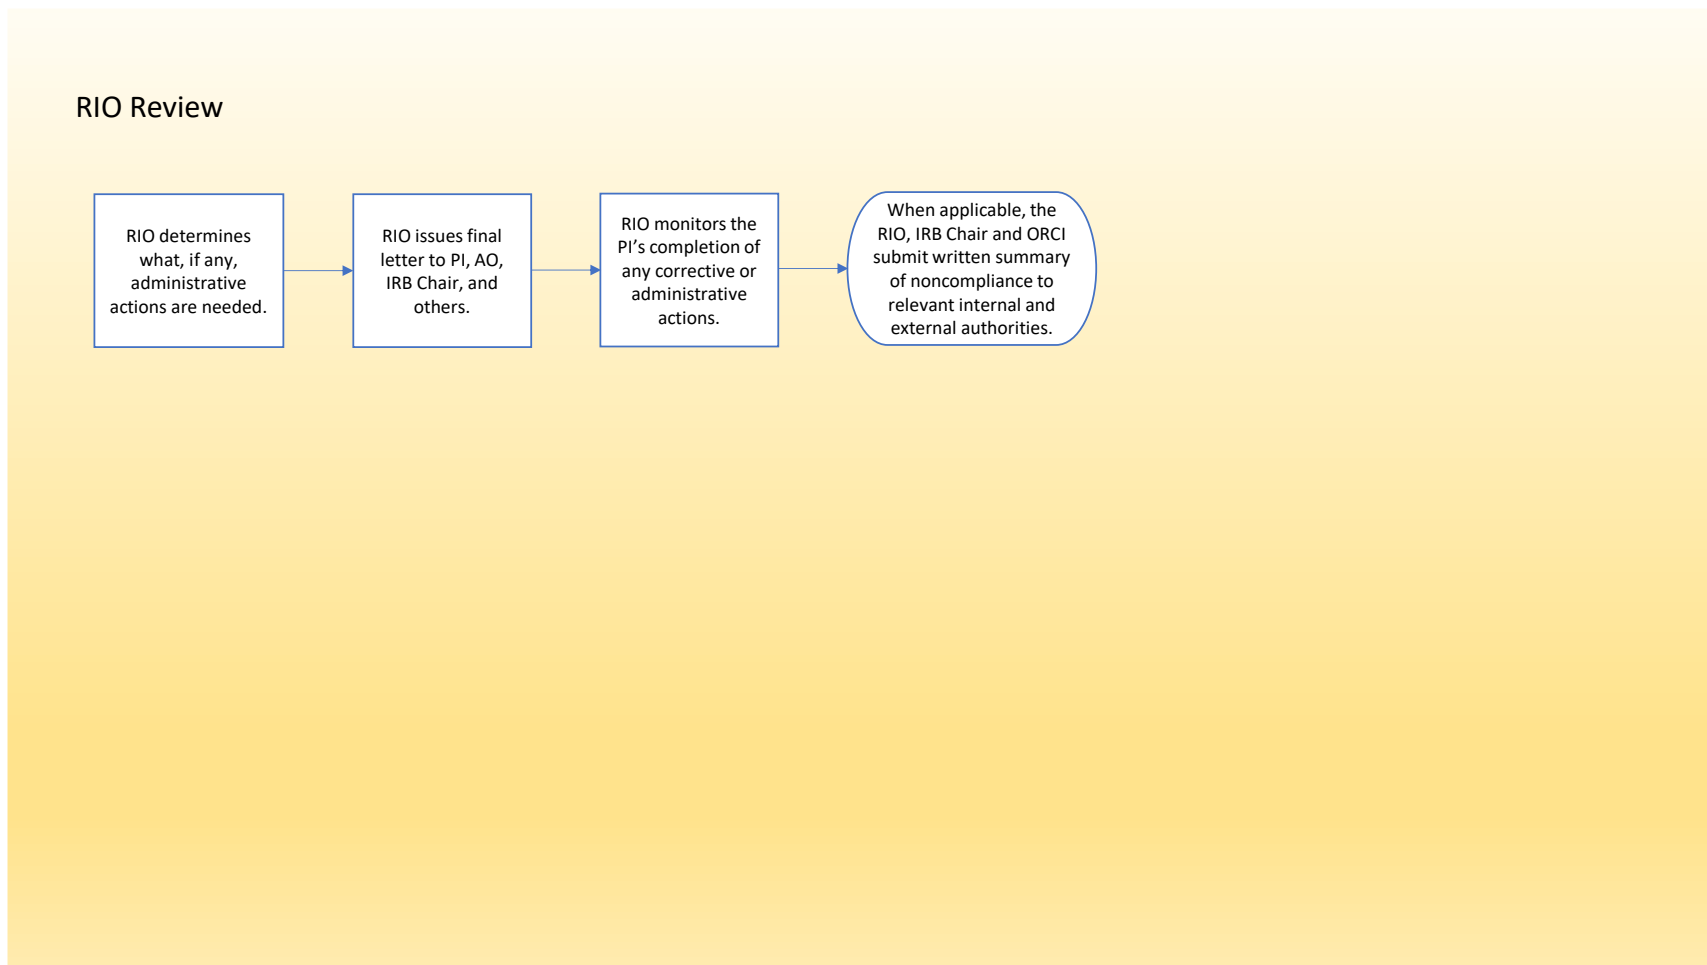 RIO Review
RIO determines
what, if any,
administrative
actions are needed.
RIO issues final
letter to PI, AO,
IRB Chair, and
others.
RIO monitors the
PI’s completion of
any corrective or
administrative
actions.
When applicable, the
RIO, IRB Chair and ORCI
submit written summary
of noncompliance to
relevant internal and
external authorities.